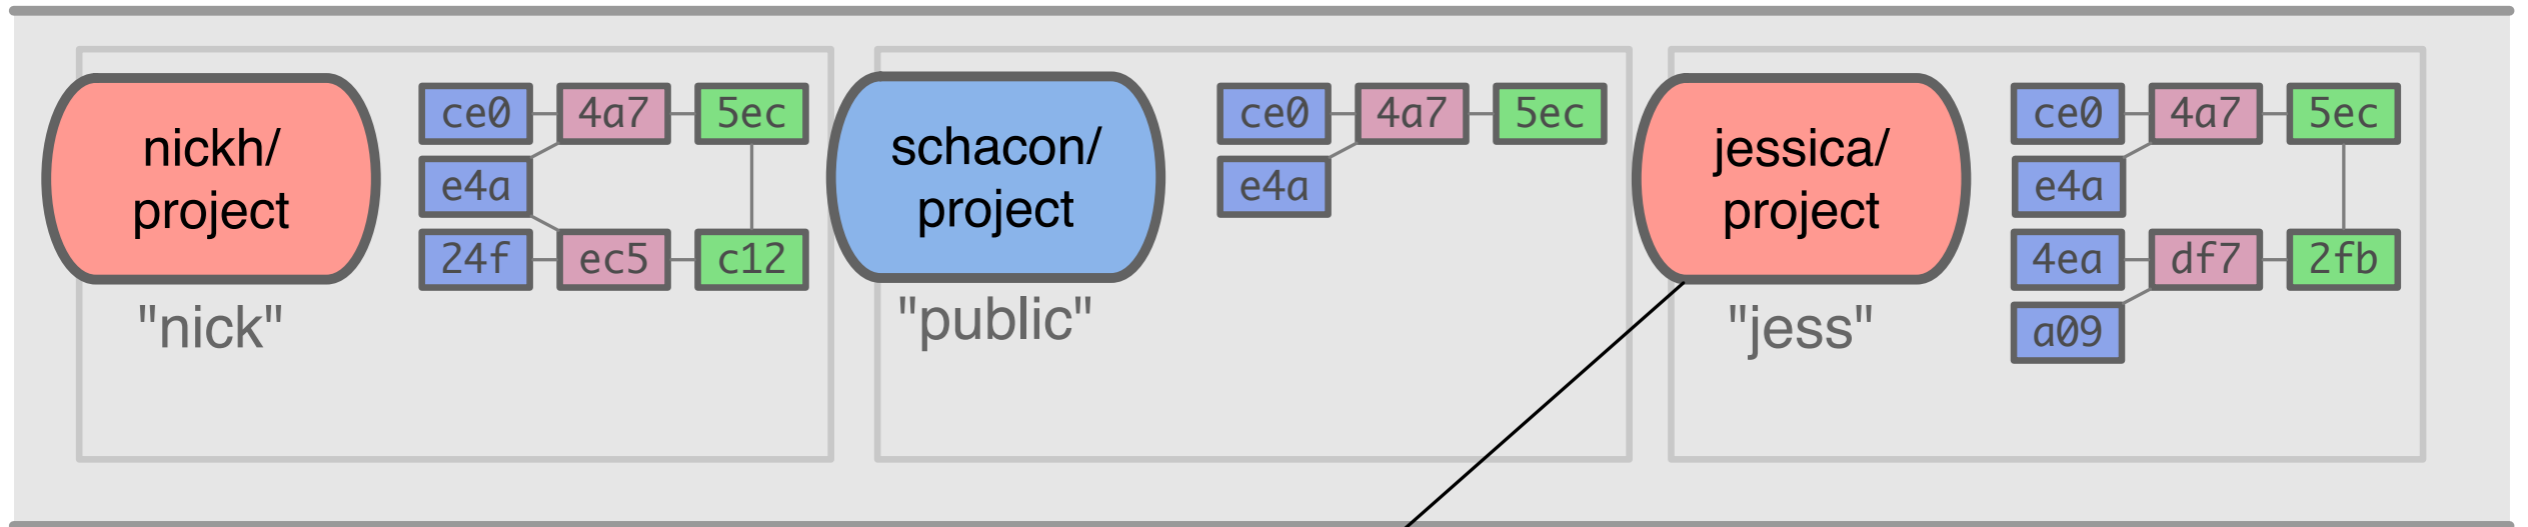 nickh/
project
"nick"
ce0 4a7 5ec
e4a
24f ec5 c12
schacon/
project
"public"
ce0 4a7 5ec
e4a
jessica/
project
"jess"
ce0 4a7 5ec
e4a
4ea df7 2fb
a09